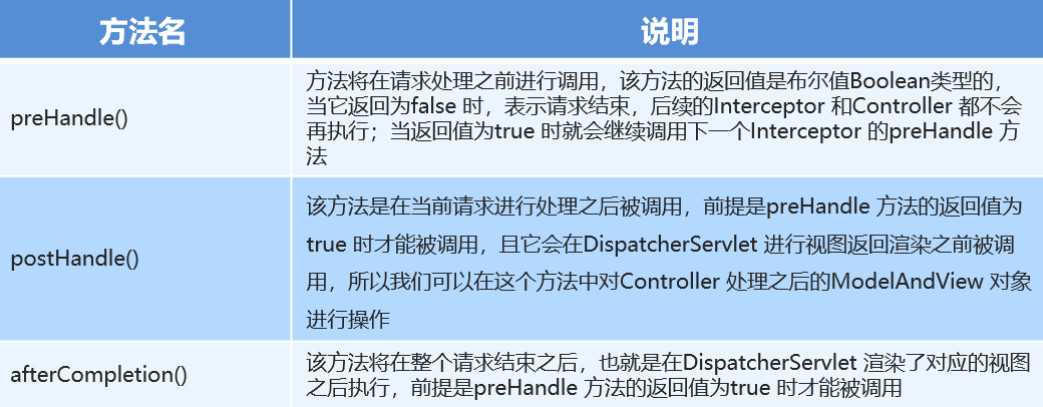 方法名
说明
preHandle()
方法将在请求处理之前进行调用，该方法的返回值是布尔值Boolean类型的，
当它返回为false 时，表示请求结束，后续的Interceptor 和Controller 都不会
再执行；当返回值为true 时就会继续调用下一个Interceptor 的preHandle 方
法
postHandle()
该方法是在当前请求进行处理之后被调用，前提是preHandle 方法的返回值为
true 时才能被调用，且它会在DispatcherServlet 进行视图返回渲染之前被调
用，所以我们可以在这个方法中对Controller 处理之后的ModelAndView 对象
进行操作
afterCompletion()
该方法将在整个请求结束之后，也就是在DispatcherServlet 渲染了对应的视图
之后执行，前提是preHandle 方法的返回值为true 时才能被调用